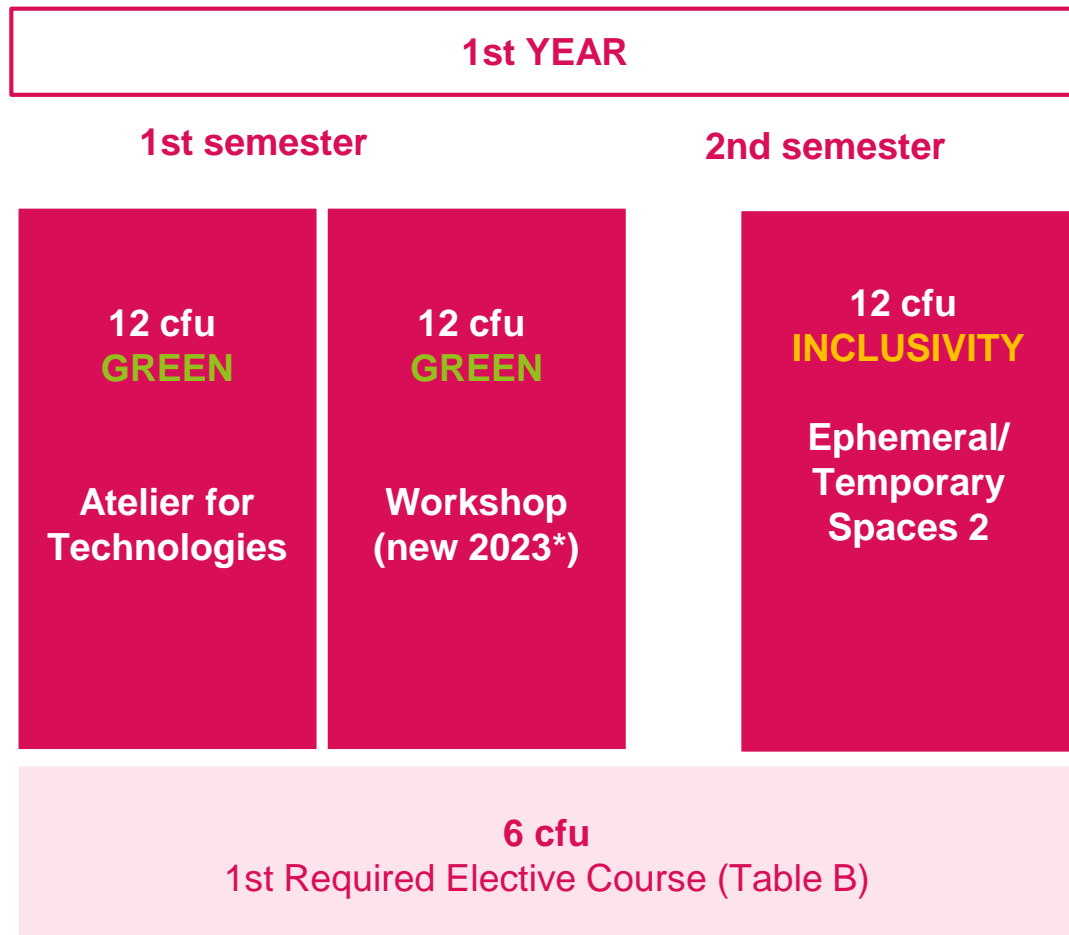 1st YEAR
1st semester
2nd semester
12 cfu
GREEN
Atelier for
Technologies
12 cfu
GREEN
Workshop
(new 2023*)
12 cfu
INCLUSIVITY
Ephemeral/
Temporary
Spaces 2
6 cfu
1st Required Elective Course (Table B)